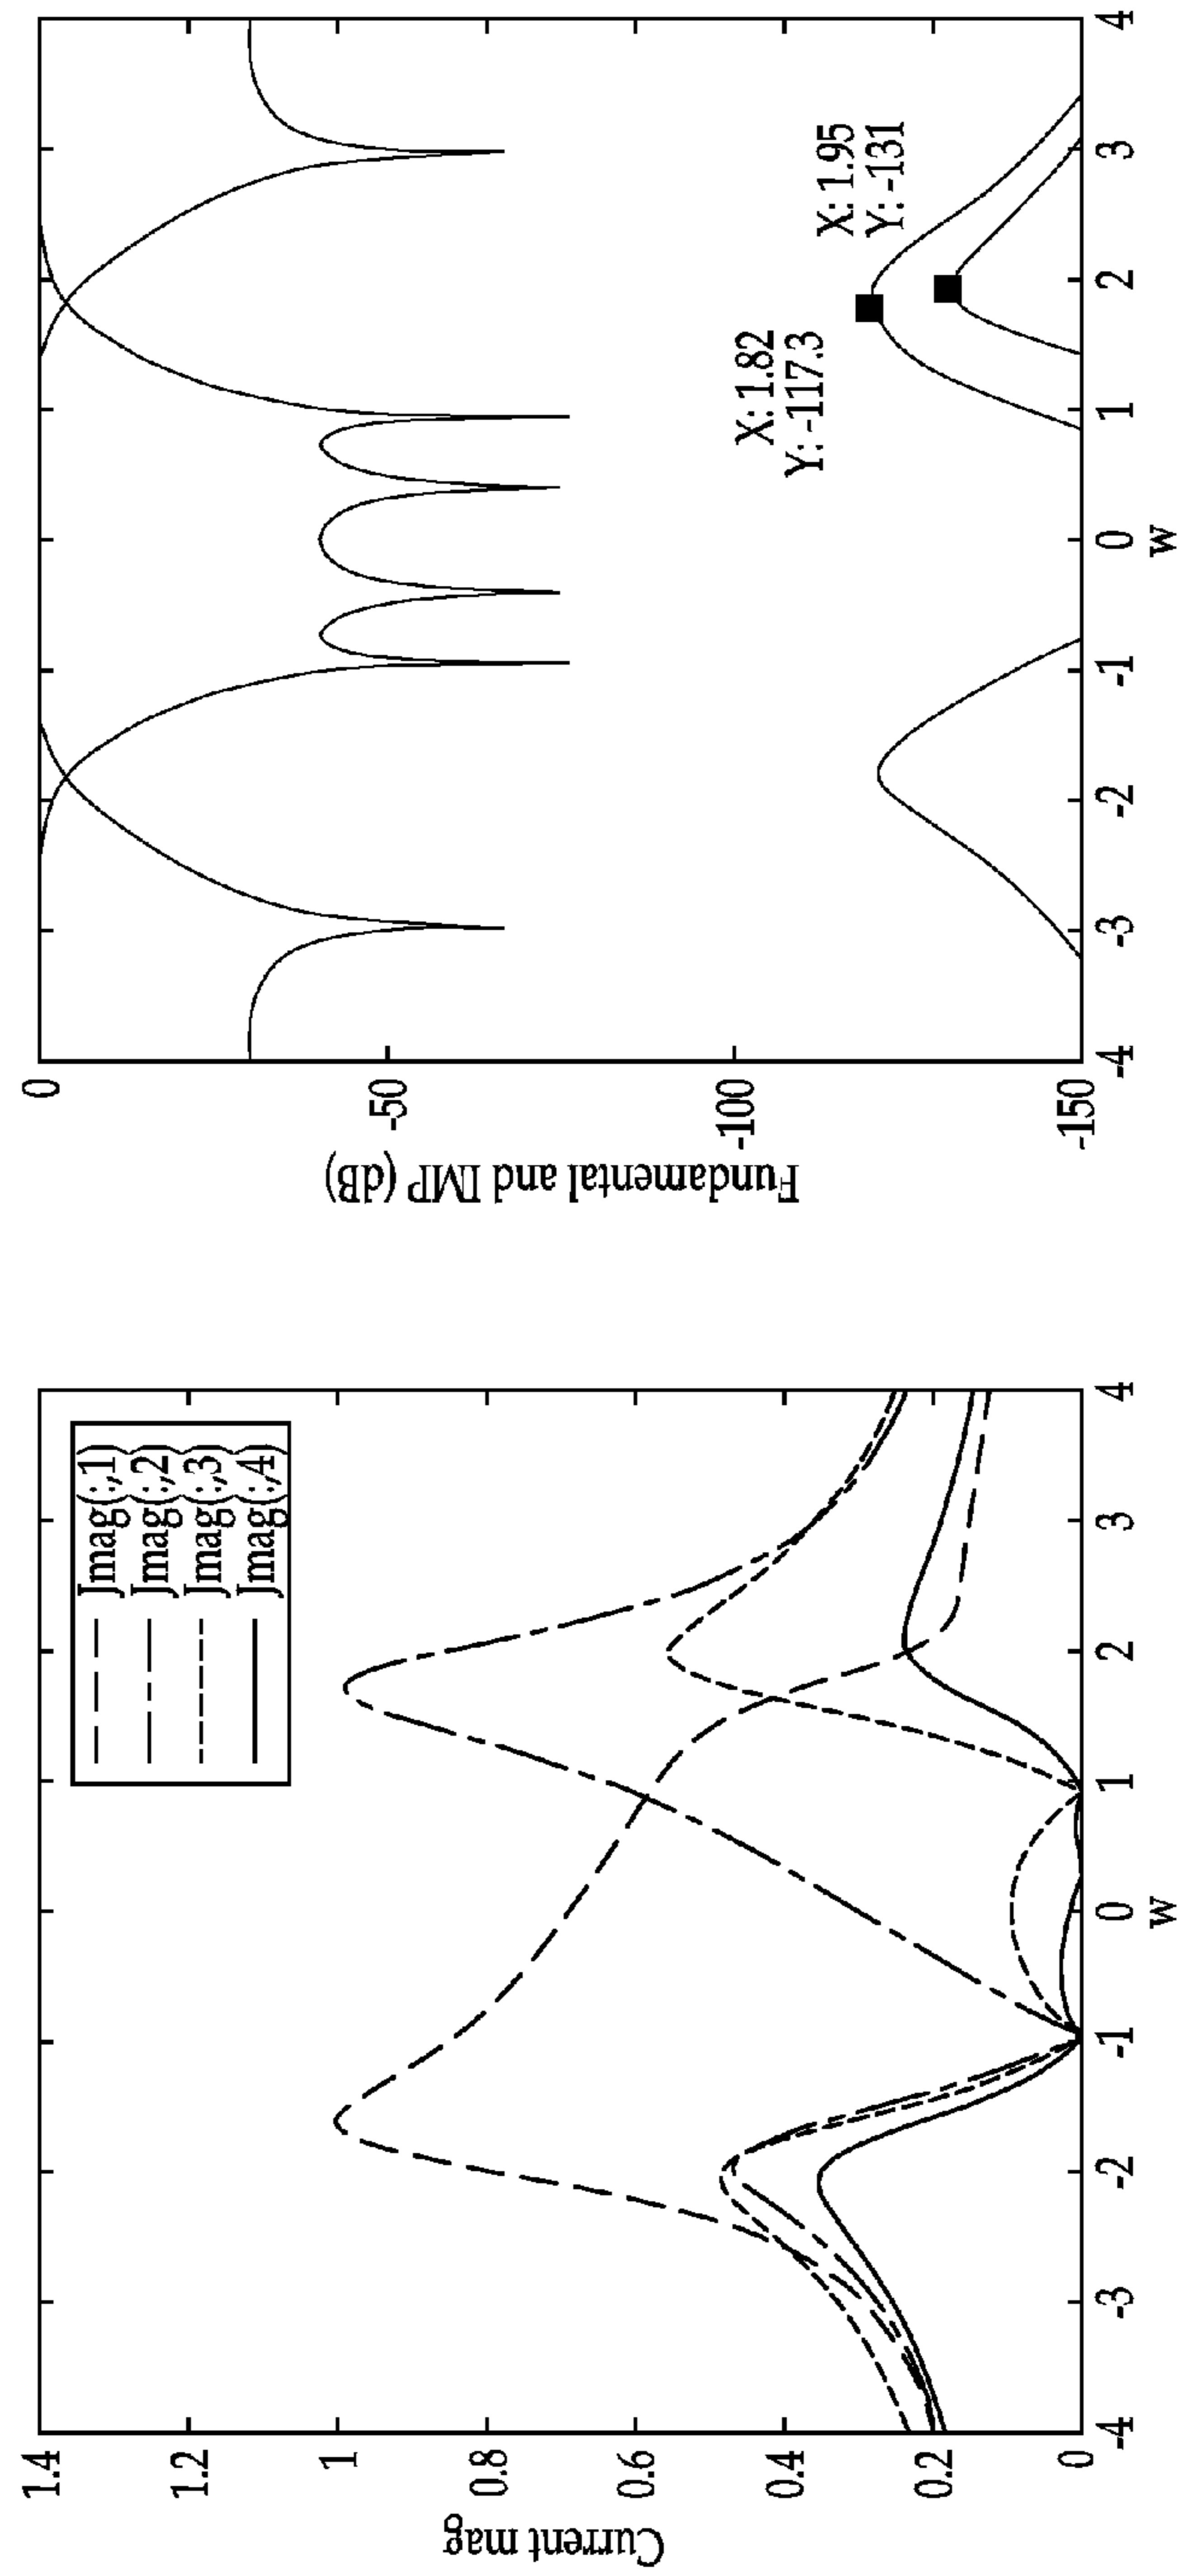 Current mag
1.4
1.2
1
0.8
0.6
0.4
0.2
0
-4
-3
-2
-1
0
1
2
3
4
w
Jmag(:,1)
Jmag(:,2)
Jmag(:,3)
Jmag(:,4)
Fundamental and IMP (dB)
0
-50
-100
-150
-4
-3
-2
-1
0
1
2
3
4
w
X: 1.82
Y: -117.3
X: 1.95
Y: -131